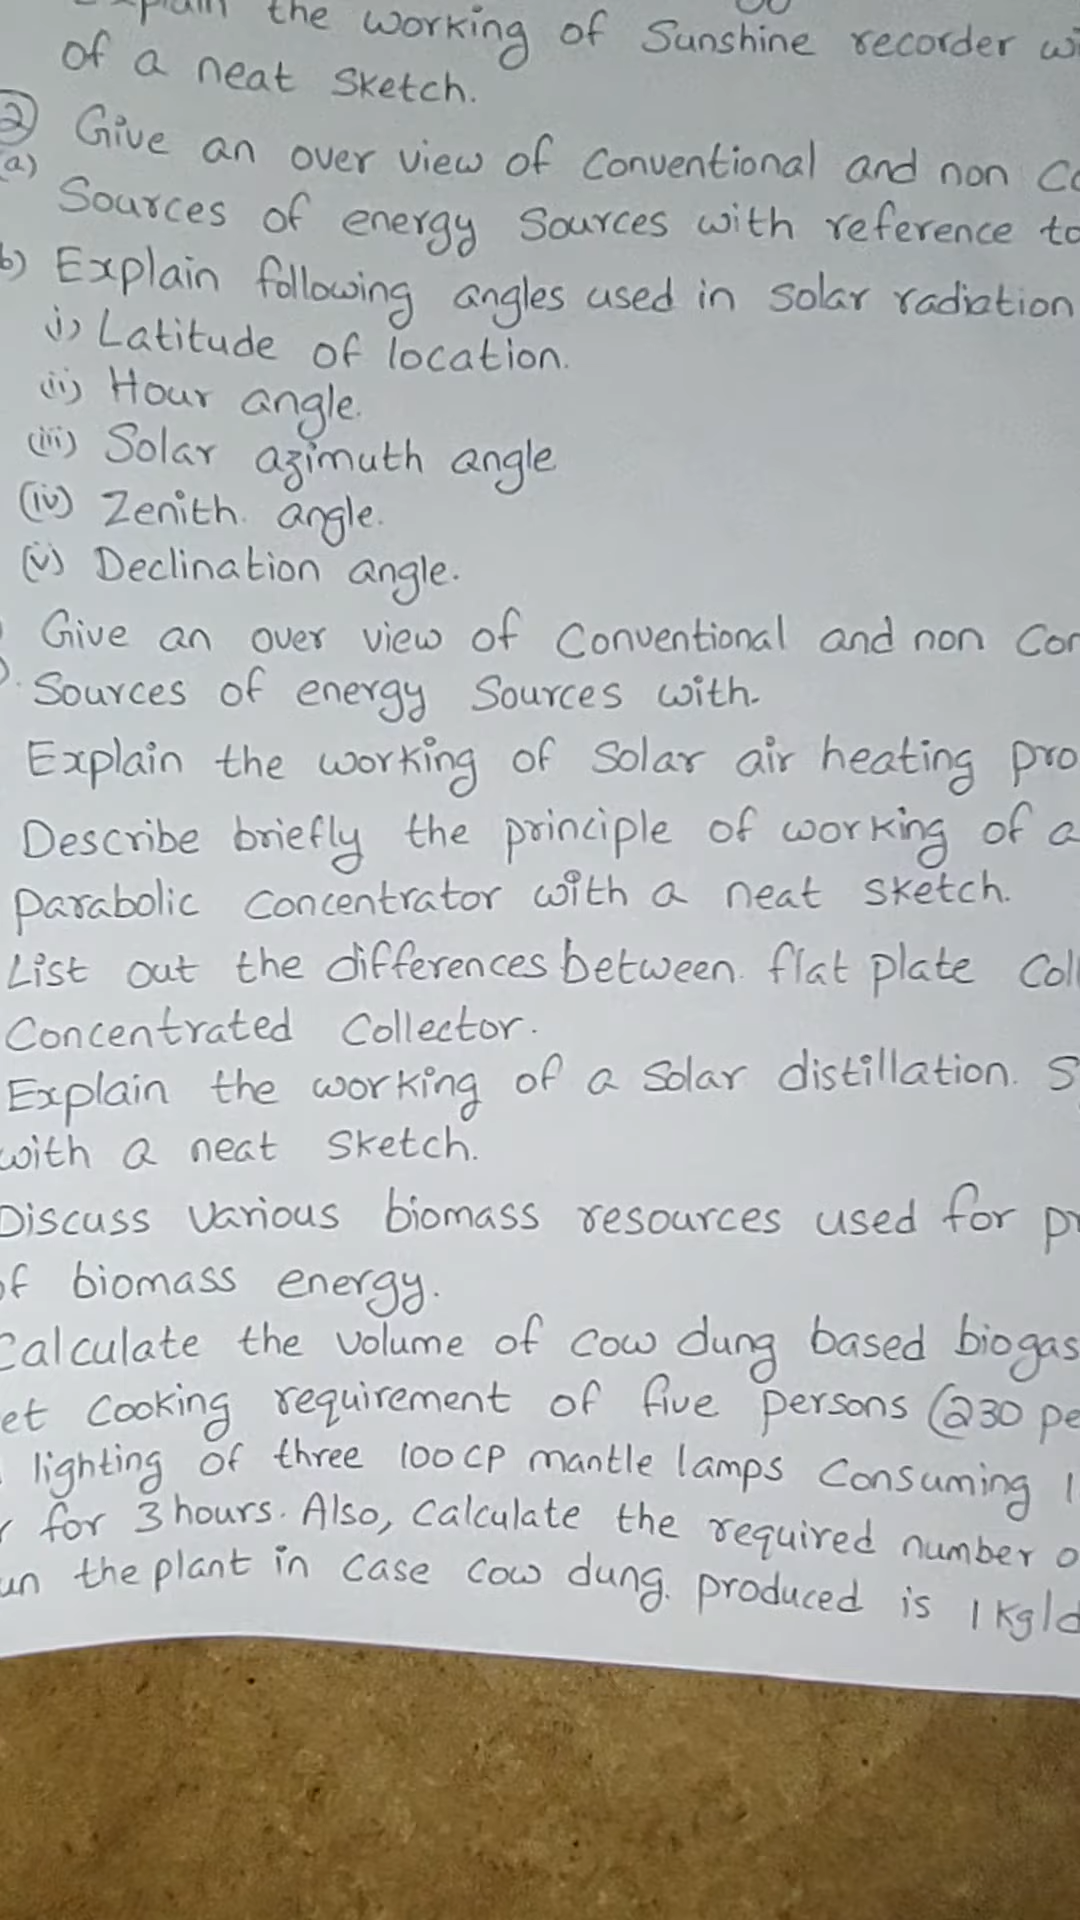 the working of Sunshine recorder
of a neat sketch.
2 Give an over view of Conventional and non
(a) Sources of energy Sources with reference
b) Explain following angles used in solar radiation
i) Latitude of location.
(ii) Hour angle.
(iii) Solar azimuth angle
(iv) Zenith. angle.
(v) Declination angle.
Give an over view of Conventional and non
Sources of energy Sources with.
Explain the working of Solar air heating
Describe briefly the principle of working of a
parabolic concentrator with a neat sketch.
List out the differences between. flat plate
Concentrated Collector.
Explain the working of a Solar distillation.
with a neat sketch.
Discuss various biomass resources used for
of biomass energy.
Calculate the volume of cow dung based biogas
cooking requirement of five persons (230
lighting of three 100 CP mantle lamps Consuming
for 3 hours. Also, Calculate the required number
the plant in case cow dung. produced is 1 kg/d